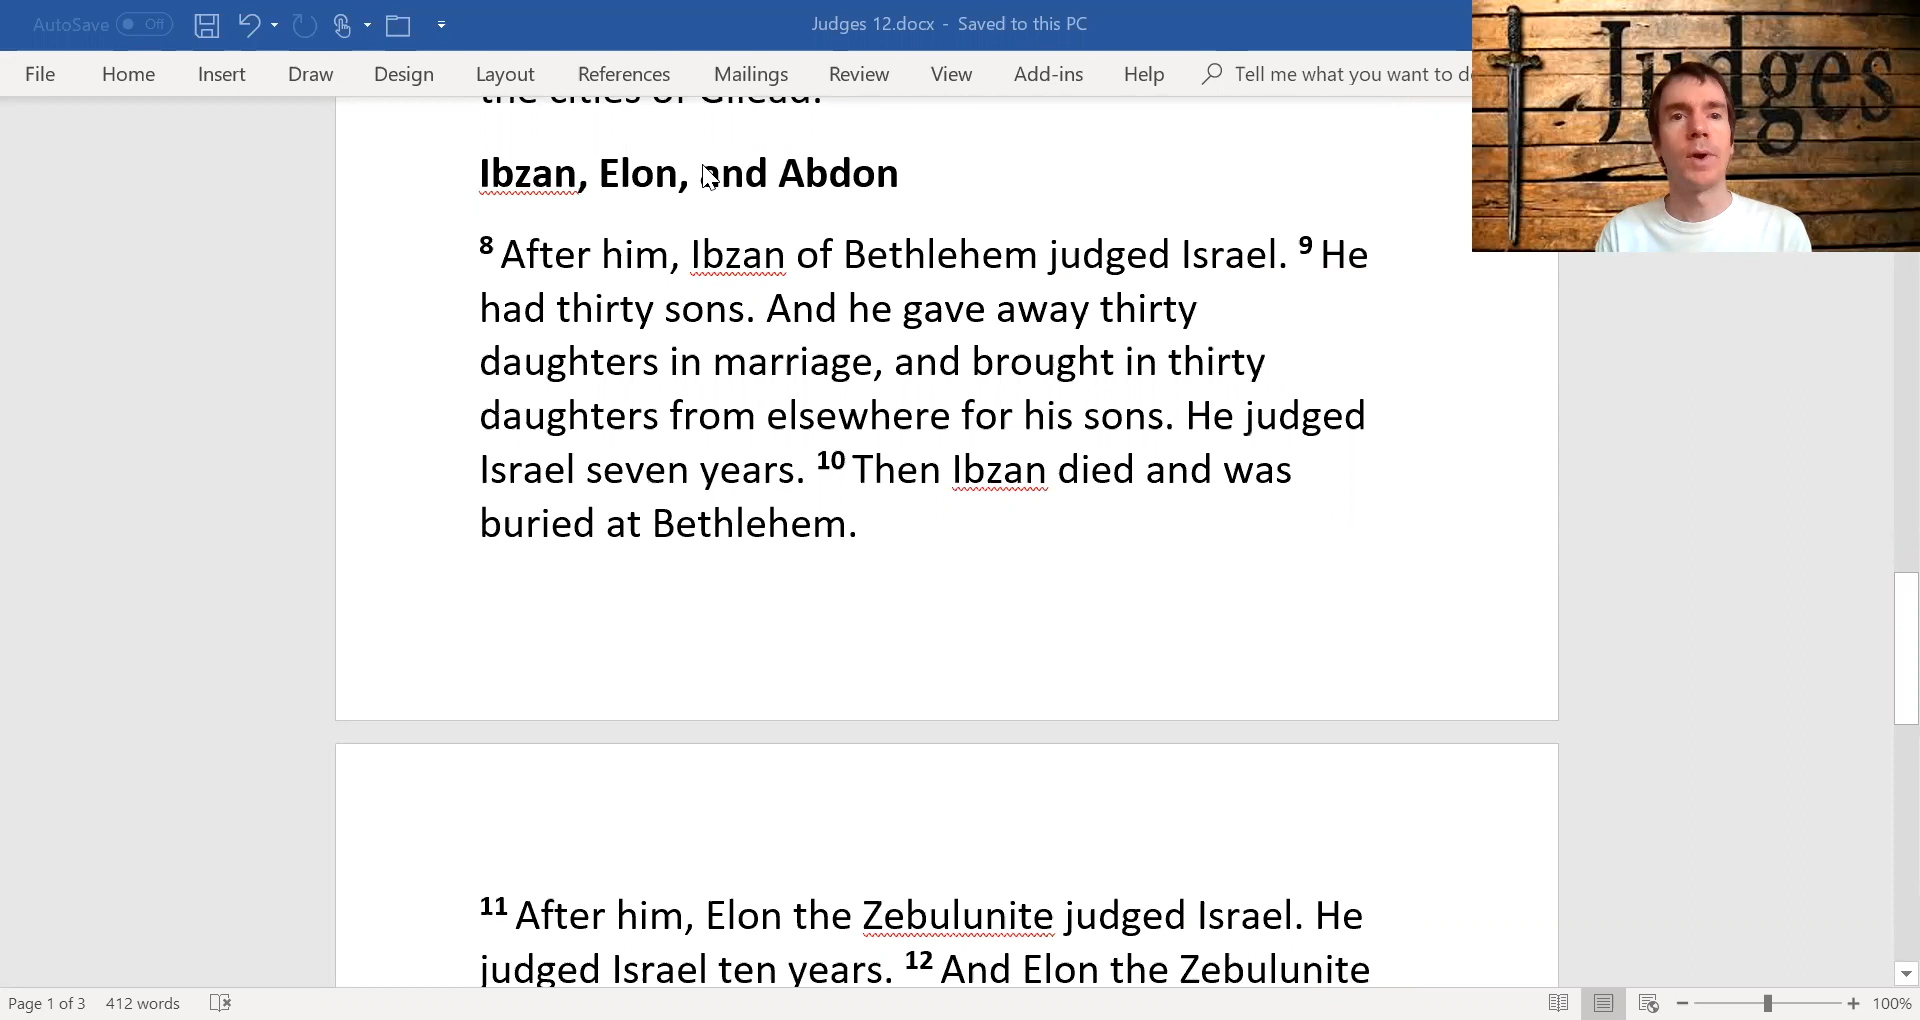 AutoSave Off
Judges 12.docx - Saved to this PC
File Home Insert Draw Design Layout References Mailings Review View Add-ins Help Tell me what you want to d
Judges
the cities of Gilead.
Ibzan, Elon, and Abdon
8 After him, Ibzan of Bethlehem judged Israel. 9 He
had thirty sons. And he gave away thirty
daughters in marriage, and brought in thirty
daughters from elsewhere for his sons. He judged
Israel seven years. 10 Then Ibzan died and was
buried at Bethlehem.
11 After him, Elon the Zebulunite judged Israel. He
judged Israel ten years. 12 And Elon the Zebulunite
Page 1 of 3 412 words
100%